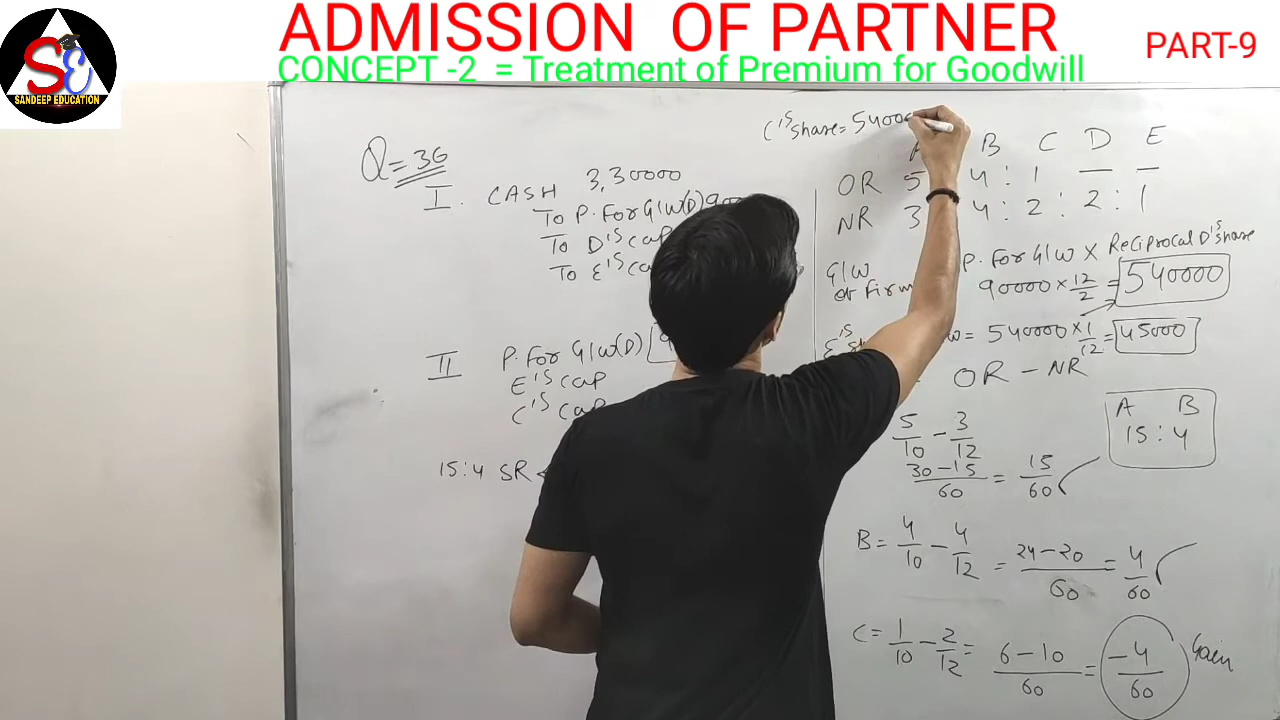 ADMISSION OF PARTNER
PART-9
CONCEPT -2 = Treatment of Premium for Goodwill
SE
SANDEEP EDUCATION
Q=36
I. CASH 3,30000
To P. For G/W(D)
To D'S cap
To E'S
II P. For G/W(D)
E'S cap
C'S
15:4 SR
C'S share= 54000
B C D E
OR 5 4 : 1 — —
NR 3 4 : 2 : 2 : 1
G/W P. For G/W X Reciprocal D'S share
of Firm 90000 × 12/2 = 540000
E'S = 540000 × 1/12 = 45000
OR - NR
A B
15 : 4
5/10 - 3/12
30-15/60 = 15/60
B = 4/10 - 4/12 = 24-20/60 = 4/60
C = 1/10 - 2/12 = 6-10/60 = -4/60 Gain